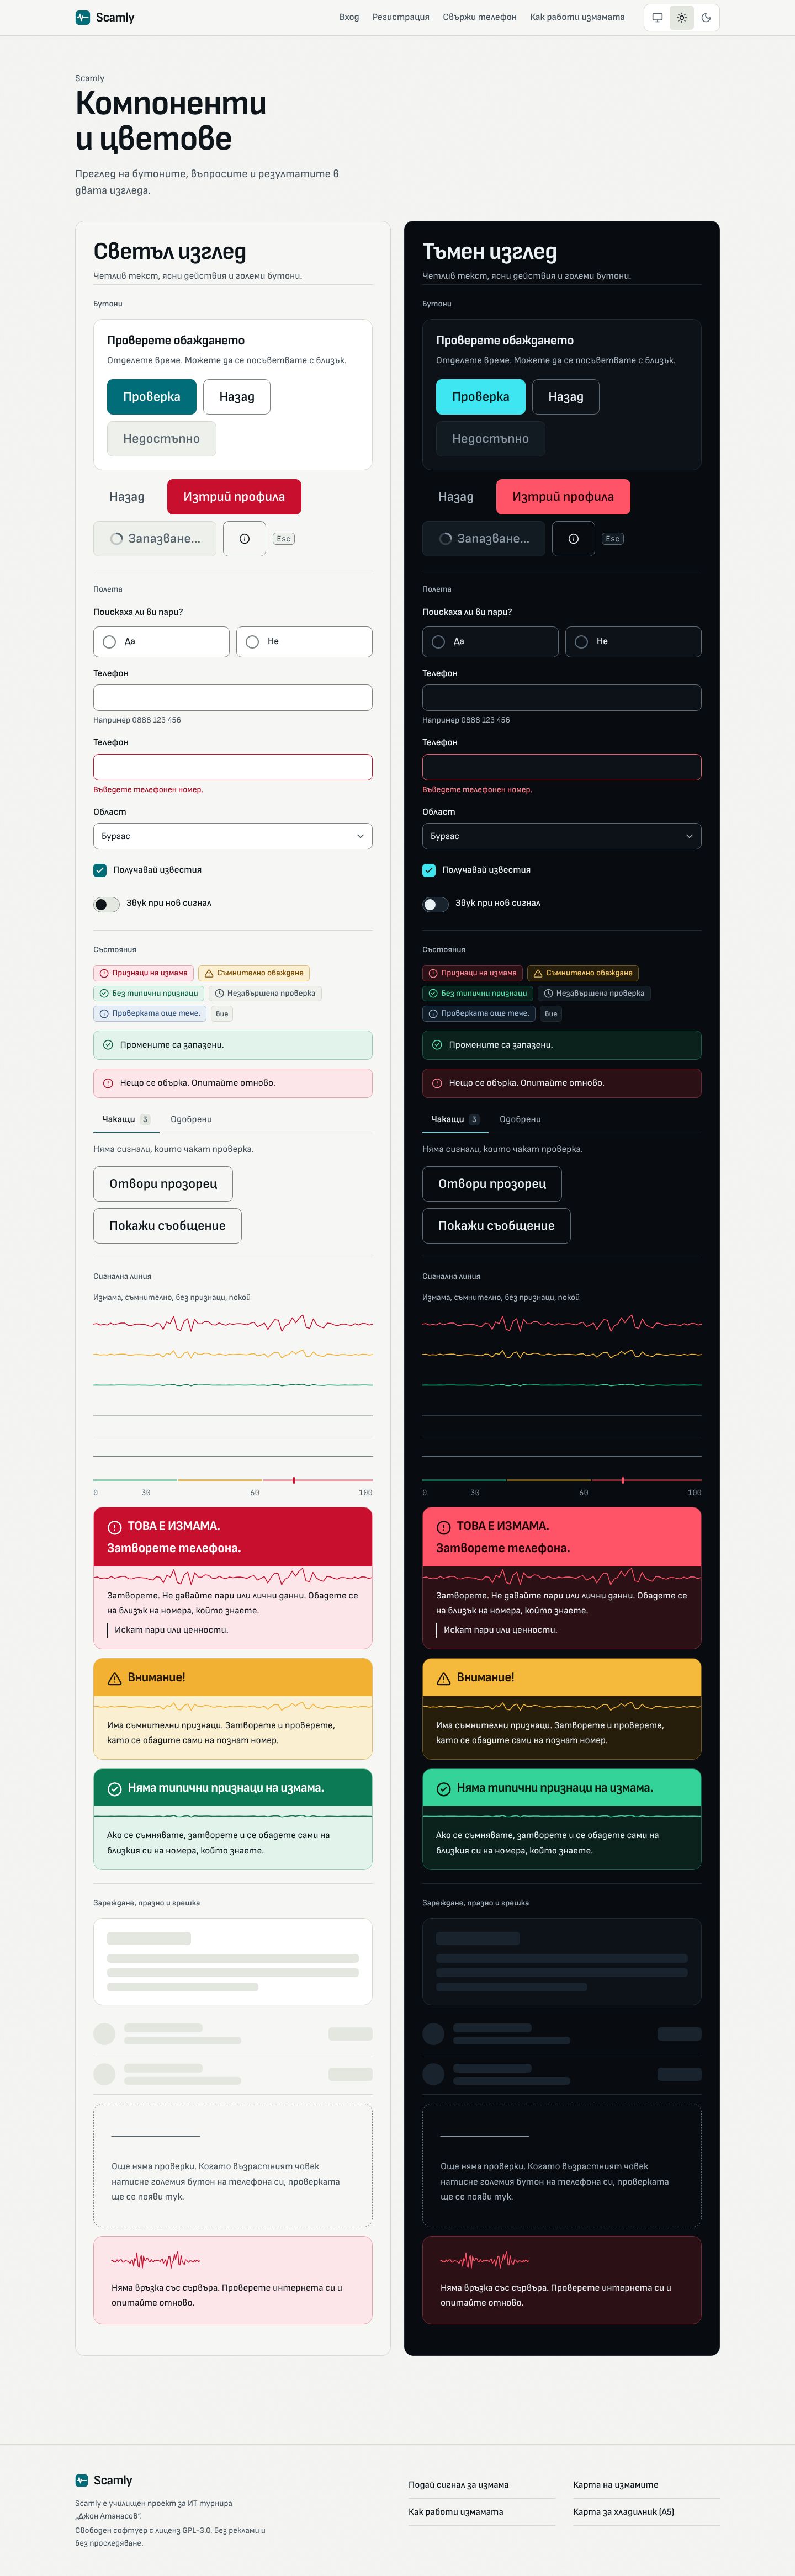 Scamly
Вход
Регистрация
Свържи телефон
Как работи измамата
Scamly
Компоненти
и цветове
Преглед на бутоните, въпросите и резултатите в
двата изгледа.
Светъл изглед
Четлив текст, ясни действия и големи бутони.
Бутони
Проверете обаждането
Отделете време. Можете да се посъветвате с близък.
Проверка
Назад
Недостъпно
Назад
Изтрий профила
Запазване...
Esc
Полета
Поискаха ли ви пари?
Да
Не
Телефон
Например 0888 123 456
Телефон
Въведете телефонен номер.
Област
Бургас
Получавай известия
Звук при нов сигнал
Състояния
Признаци на измама
Съмнително обаждане
Без типични признаци
Незавършена проверка
Проверката още тече.
вие
Промените са запазени.
Нещо се обърка. Опитайте отново.
Чакащи 3
Одобрени
Няма сигнали, които чакат проверка.
Отвори прозорец
Покажи съобщение
Сигнална линия
Измама, съмнително, без признаци, покой
0 30 60 100
ТОВА Е ИЗМАМА.
Затворете телефона.
Затворете. Не давайте пари или лични данни. Обадете се
на близък на номера, който знаете.
Искат пари или ценности.
Внимание!
Има съмнителни признаци. Затворете и проверете,
като се обадите сами на познат номер.
Няма типични признаци на измама.
Ако се съмнявате, затворете и се обадете сами на
близкия си на номера, който знаете.
Зареждане, празно и грешка
Още няма проверки. Когато възрастният човек
натисне големия бутон на телефона си, проверката
ще се появи тук.
Няма връзка със сървъра. Проверете интернета си и
опитайте отново.
Тъмен изглед
Четлив текст, ясни действия и големи бутони.
Бутони
Проверете обаждането
Отделете време. Можете да се посъветвате с близък.
Проверка
Назад
Недостъпно
Назад
Изтрий профила
Запазване...
Esc
Полета
Поискаха ли ви пари?
Да
Не
Телефон
Например 0888 123 456
Телефон
Въведете телефонен номер.
Област
Бургас
Получавай известия
Звук при нов сигнал
Състояния
Признаци на измама
Съмнително обаждане
Без типични признаци
Незавършена проверка
Проверката още тече.
вие
Промените са запазени.
Нещо се обърка. Опитайте отново.
Чакащи 3
Одобрени
Няма сигнали, които чакат проверка.
Отвори прозорец
Покажи съобщение
Сигнална линия
Измама, съмнително, без признаци, покой
0 30 60 100
ТОВА Е ИЗМАМА.
Затворете телефона.
Затворете. Не давайте пари или лични данни. Обадете се
на близък на номера, който знаете.
Искат пари или ценности.
Внимание!
Има съмнителни признаци. Затворете и проверете,
като се обадите сами на познат номер.
Няма типични признаци на измама.
Ако се съмнявате, затворете и се обадете сами на
близкия си на номера, който знаете.
Зареждане, празно и грешка
Още няма проверки. Когато възрастният човек
натисне големия бутон на телефона си, проверката
ще се появи тук.
Няма връзка със сървъра. Проверете интернета си и
опитайте отново.
Scamly
Scamly е училищен проект за ИТ турнира
„Джон Атанасов“.
Свободен софтуер с лиценз GPL-3.0. Без реклами и
без проследяване.
Подай сигнал за измама
Карта на измамите
Как работи измамата
Карта за хладилник (A5)